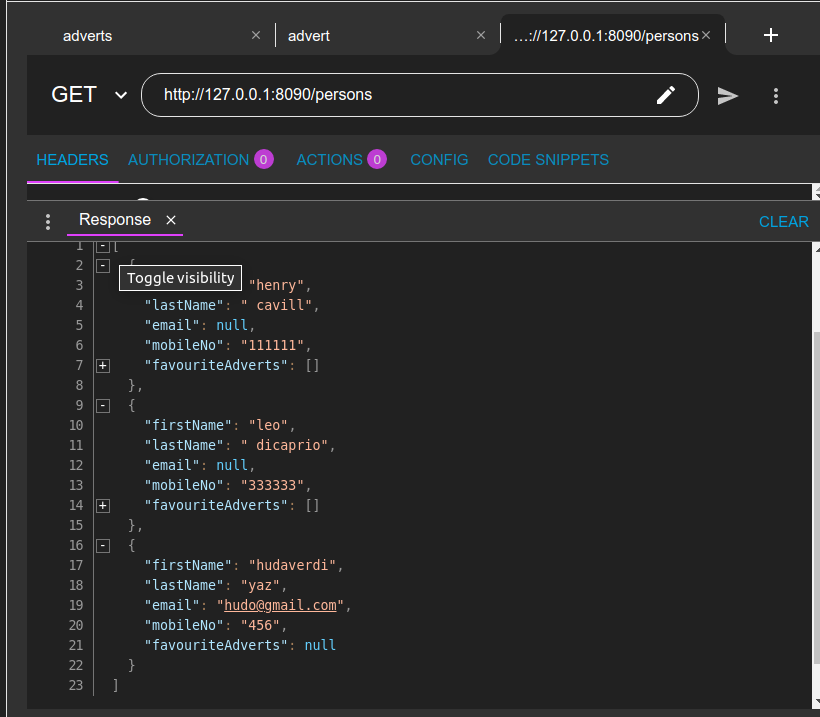 adverts × advert × ...://127.0.0.1:8090/persons × +
GET http://127.0.0.1:8090/persons
HEADERS AUTHORIZATION 0 ACTIONS 0 CONFIG CODE SNIPPETS
Response × CLEAR
1 - [
2 - {
Toggle visibility
3 "henry",
4 "lastName": " cavill",
5 "email": null,
6 "mobileNo": "111111",
7 + "favouriteAdverts": []
8 },
9 - {
10 "firstName": "leo",
11 "lastName": " dicaprio",
12 "email": null,
13 "mobileNo": "333333",
14 + "favouriteAdverts": []
15 },
16 - {
17 "firstName": "hudaverdi",
18 "lastName": "yaz",
19 "email": "hudo@gmail.com",
20 "mobileNo": "456",
21 "favouriteAdverts": null
22 }
23 ]